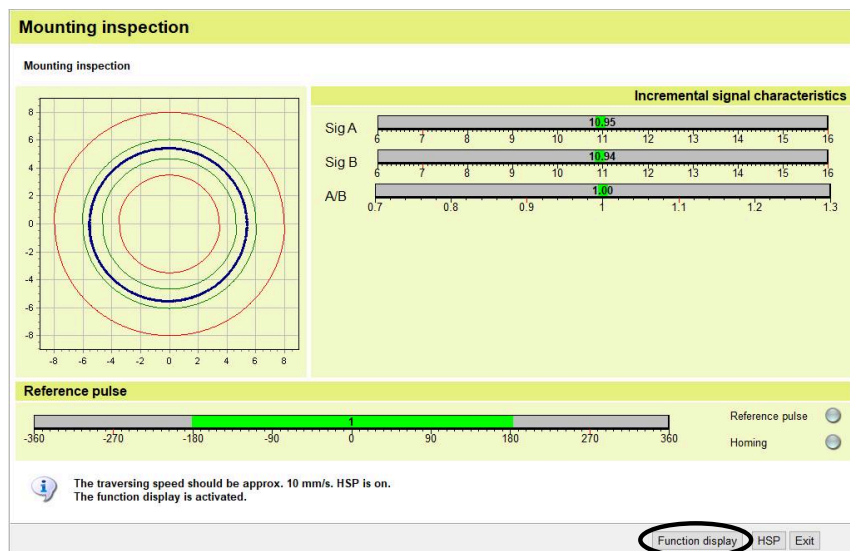 Mounting inspection
Mounting inspection
Incremental signal characteristics
8
6
4
2
0
-2
-4
-6
-8
-8 -6 -4 -2 0 2 4 6 8
Sig A
10.95
6 7 8 9 10 11 12 13 14 15 16
Sig B
10.94
6 7 8 9 10 11 12 13 14 15 16
A/B
1.00
0.7 0.8 0.9 1 1.1 1.2 1.3
Reference pulse
1
-360 -270 -180 -90 0 90 180 270 360
Reference pulse
Homing
The traversing speed should be approx. 10 mm/s. HSP is on.
The function display is activated.
Function display HSP Exit